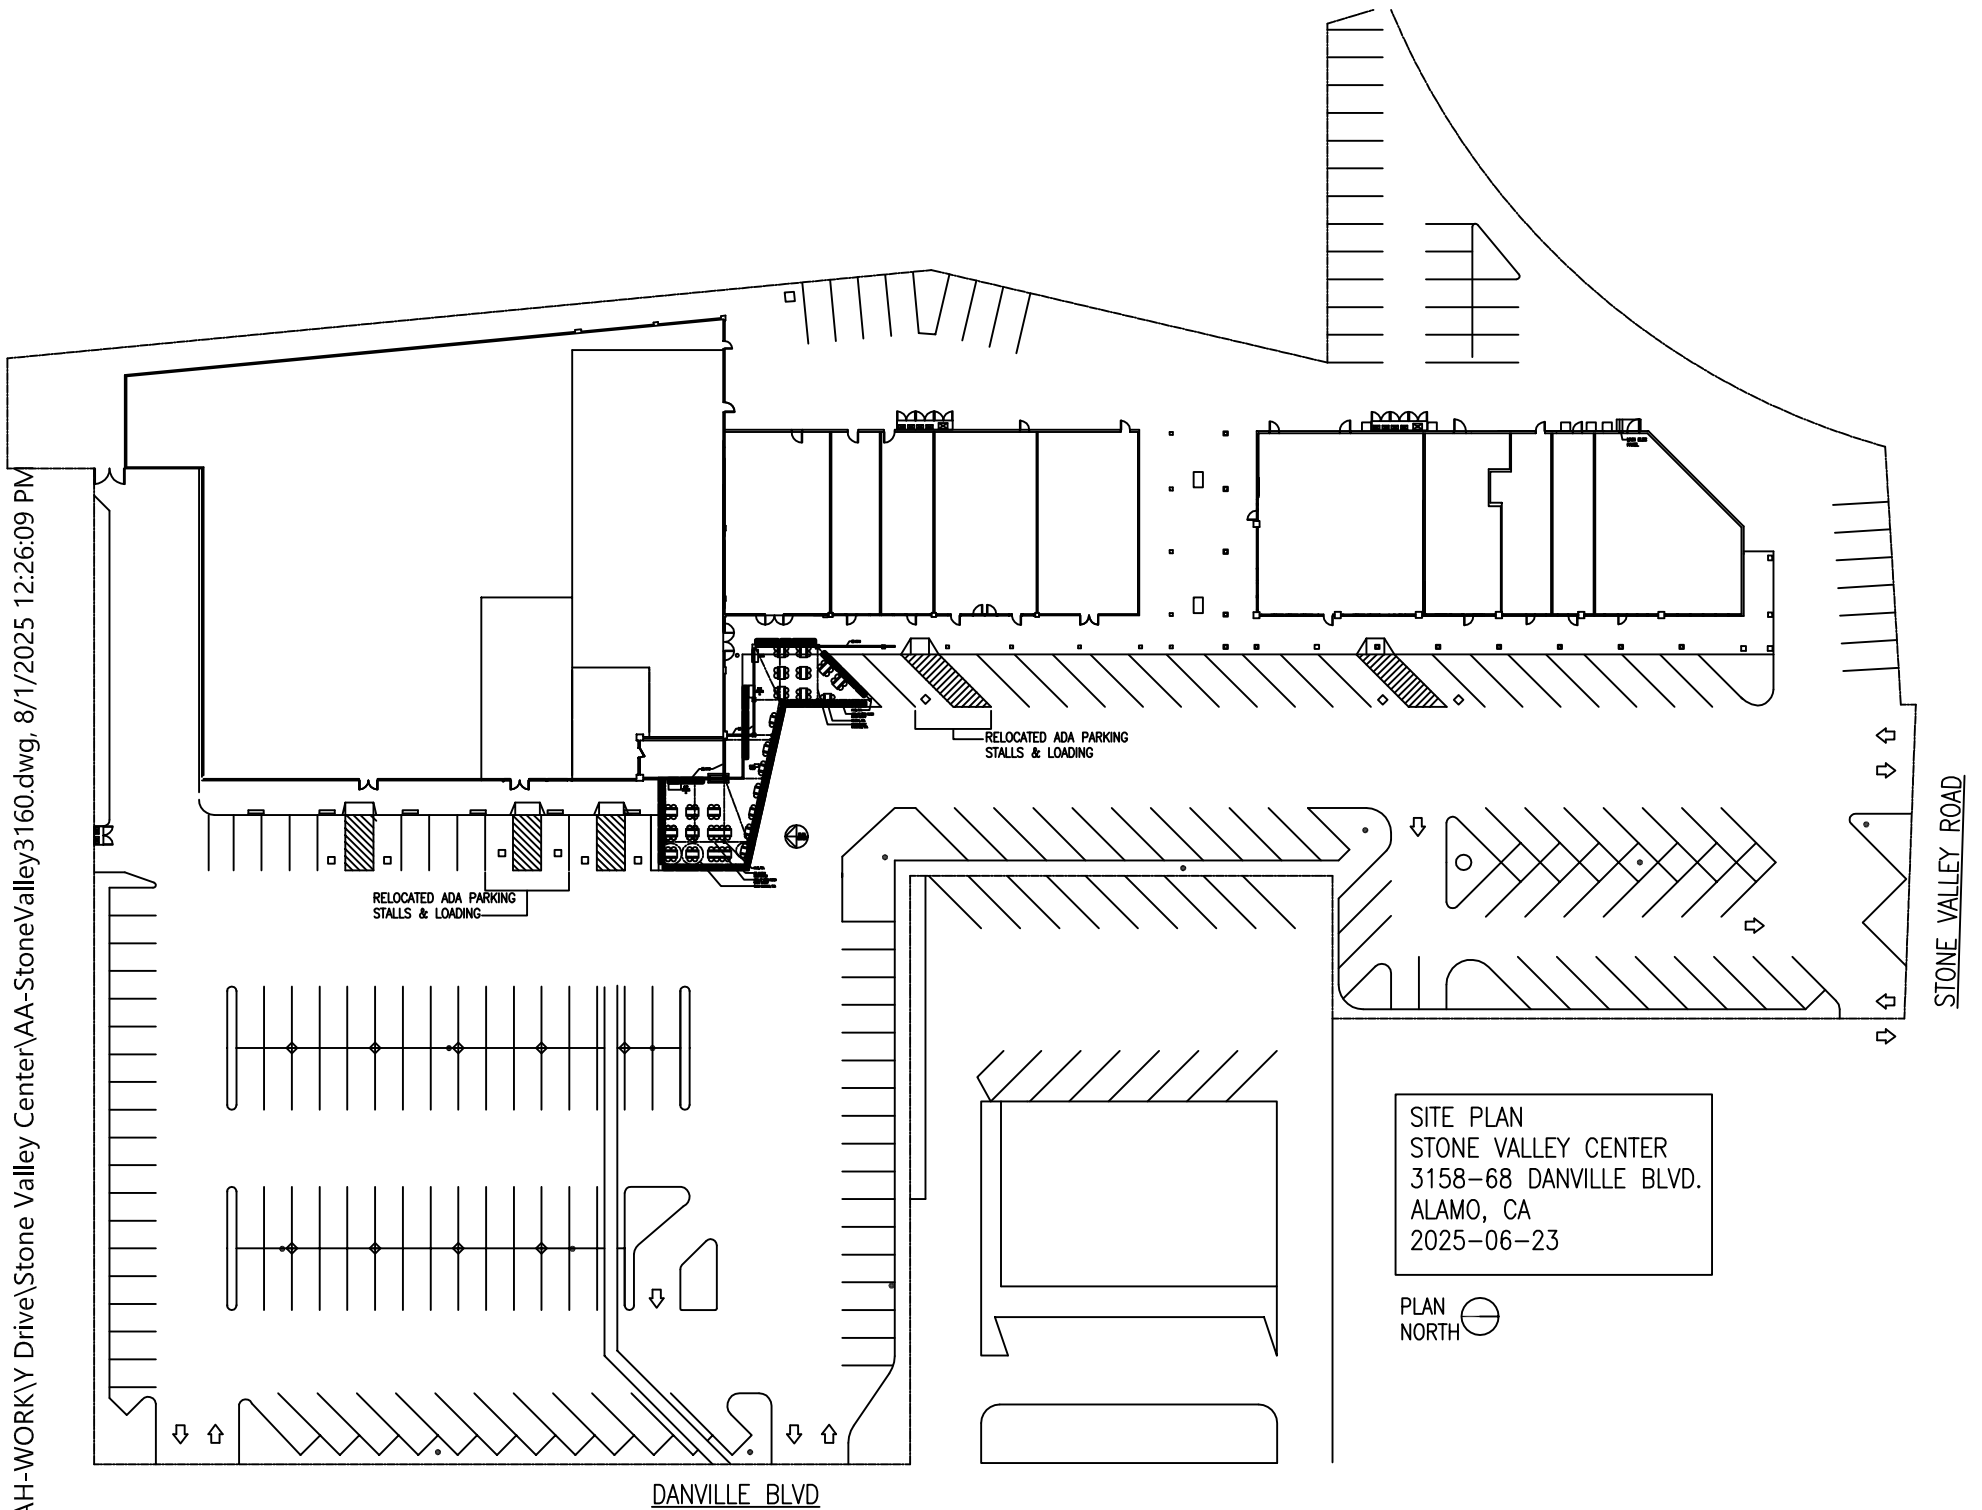 AH-WORK\Y Drive\Stone Valley Center\AA-StoneValley3160.dwg, 8/1/2025 12:26:09 PM
RELOCATED ADA PARKING
STALLS & LOADING
RELOCATED ADA PARKING
STALLS & LOADING
STONE VALLEY ROAD
SITE PLAN
STONE VALLEY CENTER
3158-68 DANVILLE BLVD.
ALAMO, CA
2025-06-23
PLAN
NORTH
DANVILLE BLVD